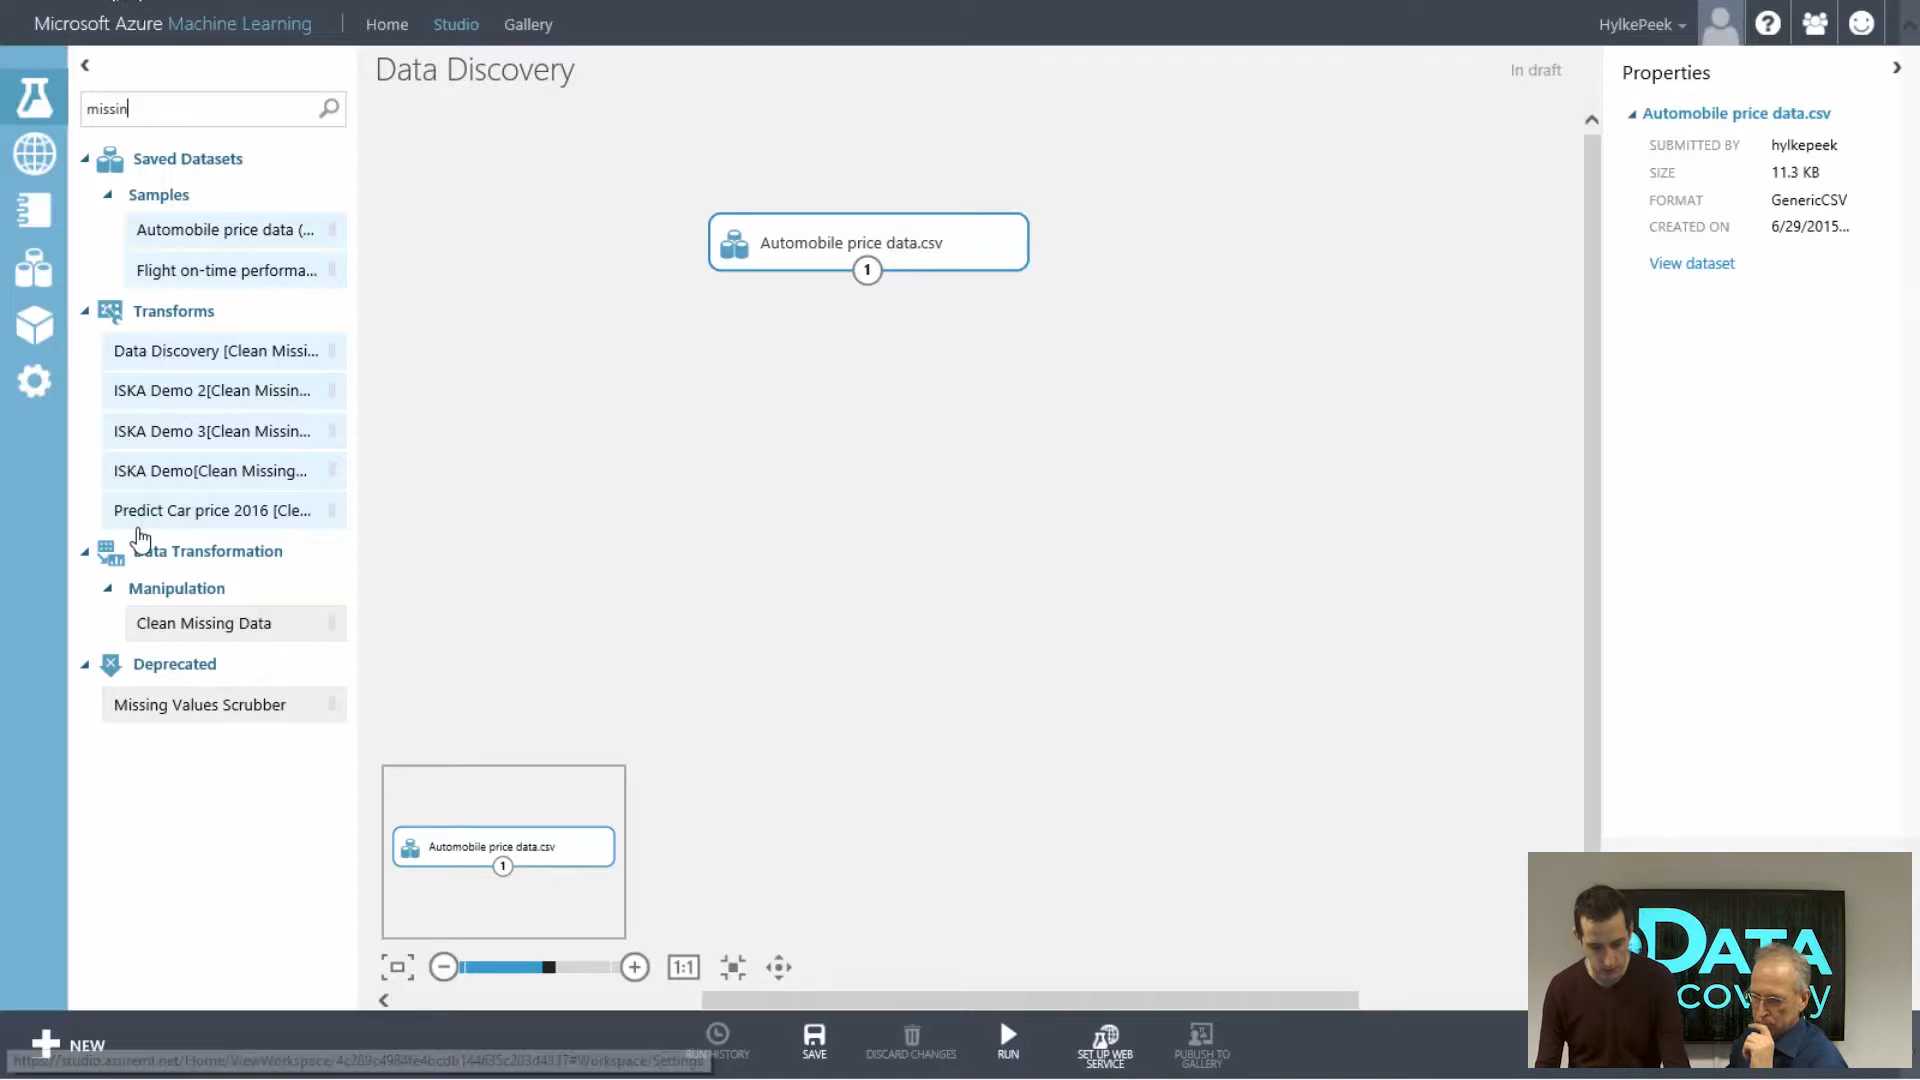 Microsoft Azure Machine Learning
Home
Studio
Gallery
HylkePeek
missin
Saved Datasets
Samples
Automobile price data (...
Flight on-time performa...
Transforms
Data Discovery [Clean Missi...
ISKA Demo 2[Clean Missin...
ISKA Demo 3[Clean Missin...
ISKA Demo[Clean Missing...
Predict Car price 2016 [Cle...
Data Transformation
Manipulation
Clean Missing Data
Deprecated
Missing Values Scrubber
Data Discovery
In draft
Automobile price data.csv
1
Automobile price data.csv
1
1:1
Properties
Automobile price data.csv
SUBMITTED BY hylkepeek
SIZE 11.3 KB
FORMAT GenericCSV
CREATED ON 6/29/2015...
View dataset
NEW
RUN HISTORY
SAVE
DISCARD CHANGES
RUN
SET UP WEB
SERVICE
PUBLISH TO
GALLERY
DATA